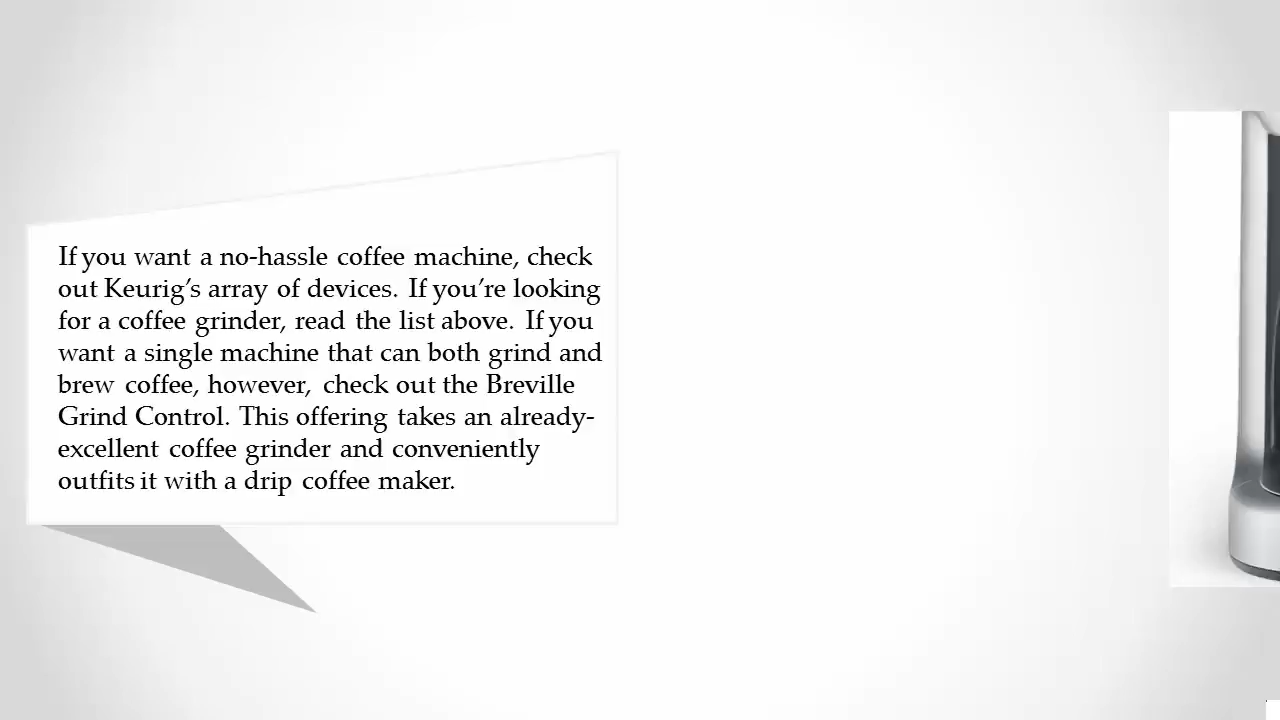 If you want a no-hassle coffee machine, check
out Keurig’s array of devices. If you’re looking
for a coffee grinder, read the list above. If you
want a single machine that can both grind and
brew coffee, however, check out the Breville
Grind Control. This offering takes an already-
excellent coffee grinder and conveniently
outfits it with a drip coffee maker.